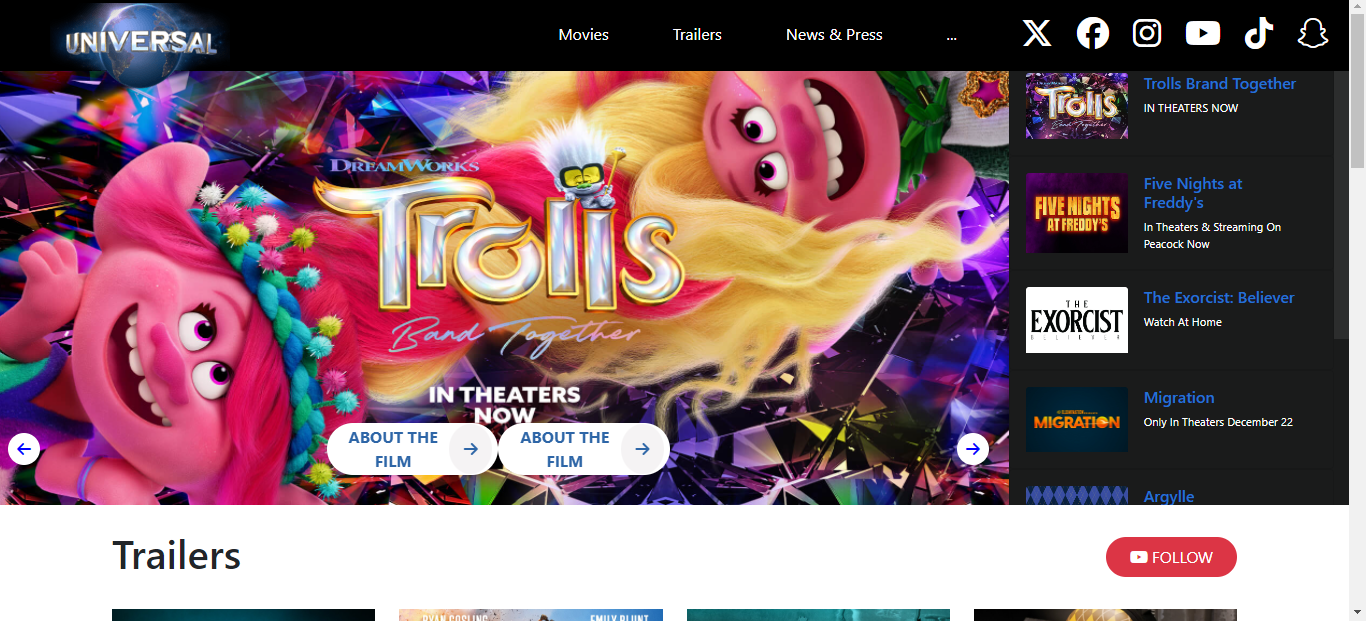 UNIVERSAL
Movies
Trailers
News & Press
...
DREAMWORKS
Trolls
Band Together
IN THEATERS
NOW
ABOUT THE
FILM
ABOUT THE
FILM
Trolls
Band Together
Trolls Brand Together
IN THEATERS NOW
FIVE NIGHTS
AT FREDDY'S
Five Nights at
Freddy's
In Theaters & Streaming On
Peacock Now
THE
EXORCIST
BELIEVER
The Exorcist: Believer
Watch At Home
MIGRATION
Migration
Only In Theaters December 22
Argylle
Trailers
FOLLOW
RYAN GOSLING
EMILY BLUNT